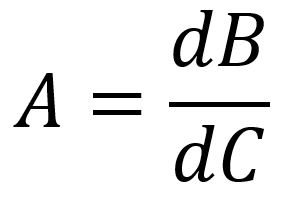 A = dB/dC